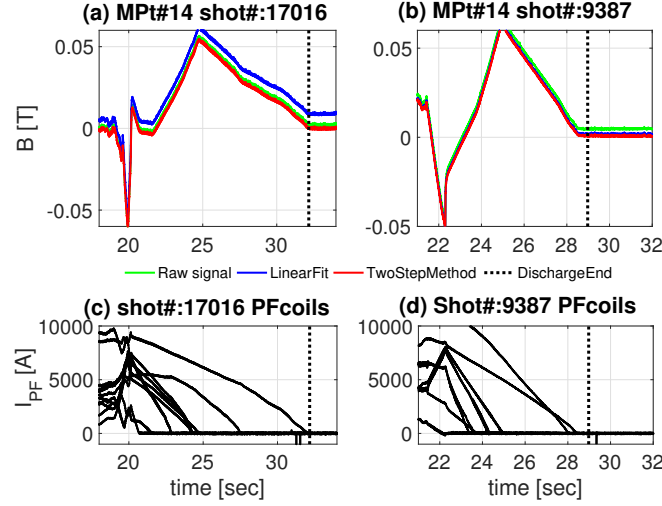 (a) MPt#14 shot#:17016
(b) MPt#14 shot#:9387
B [T]
0.05
0
-0.05
20
25
30
0.05
0
-0.05
22
24
26
28
30
32
Raw signal
LinearFit
TwoStepMethod
DischargeEnd
(c) shot#:17016 PFcoils
(d) Shot#:9387 PFcoils
I_PF [A]
10000
5000
0
20
25
30
time [sec]
10000
5000
0
22
24
26
28
30
32
time [sec]